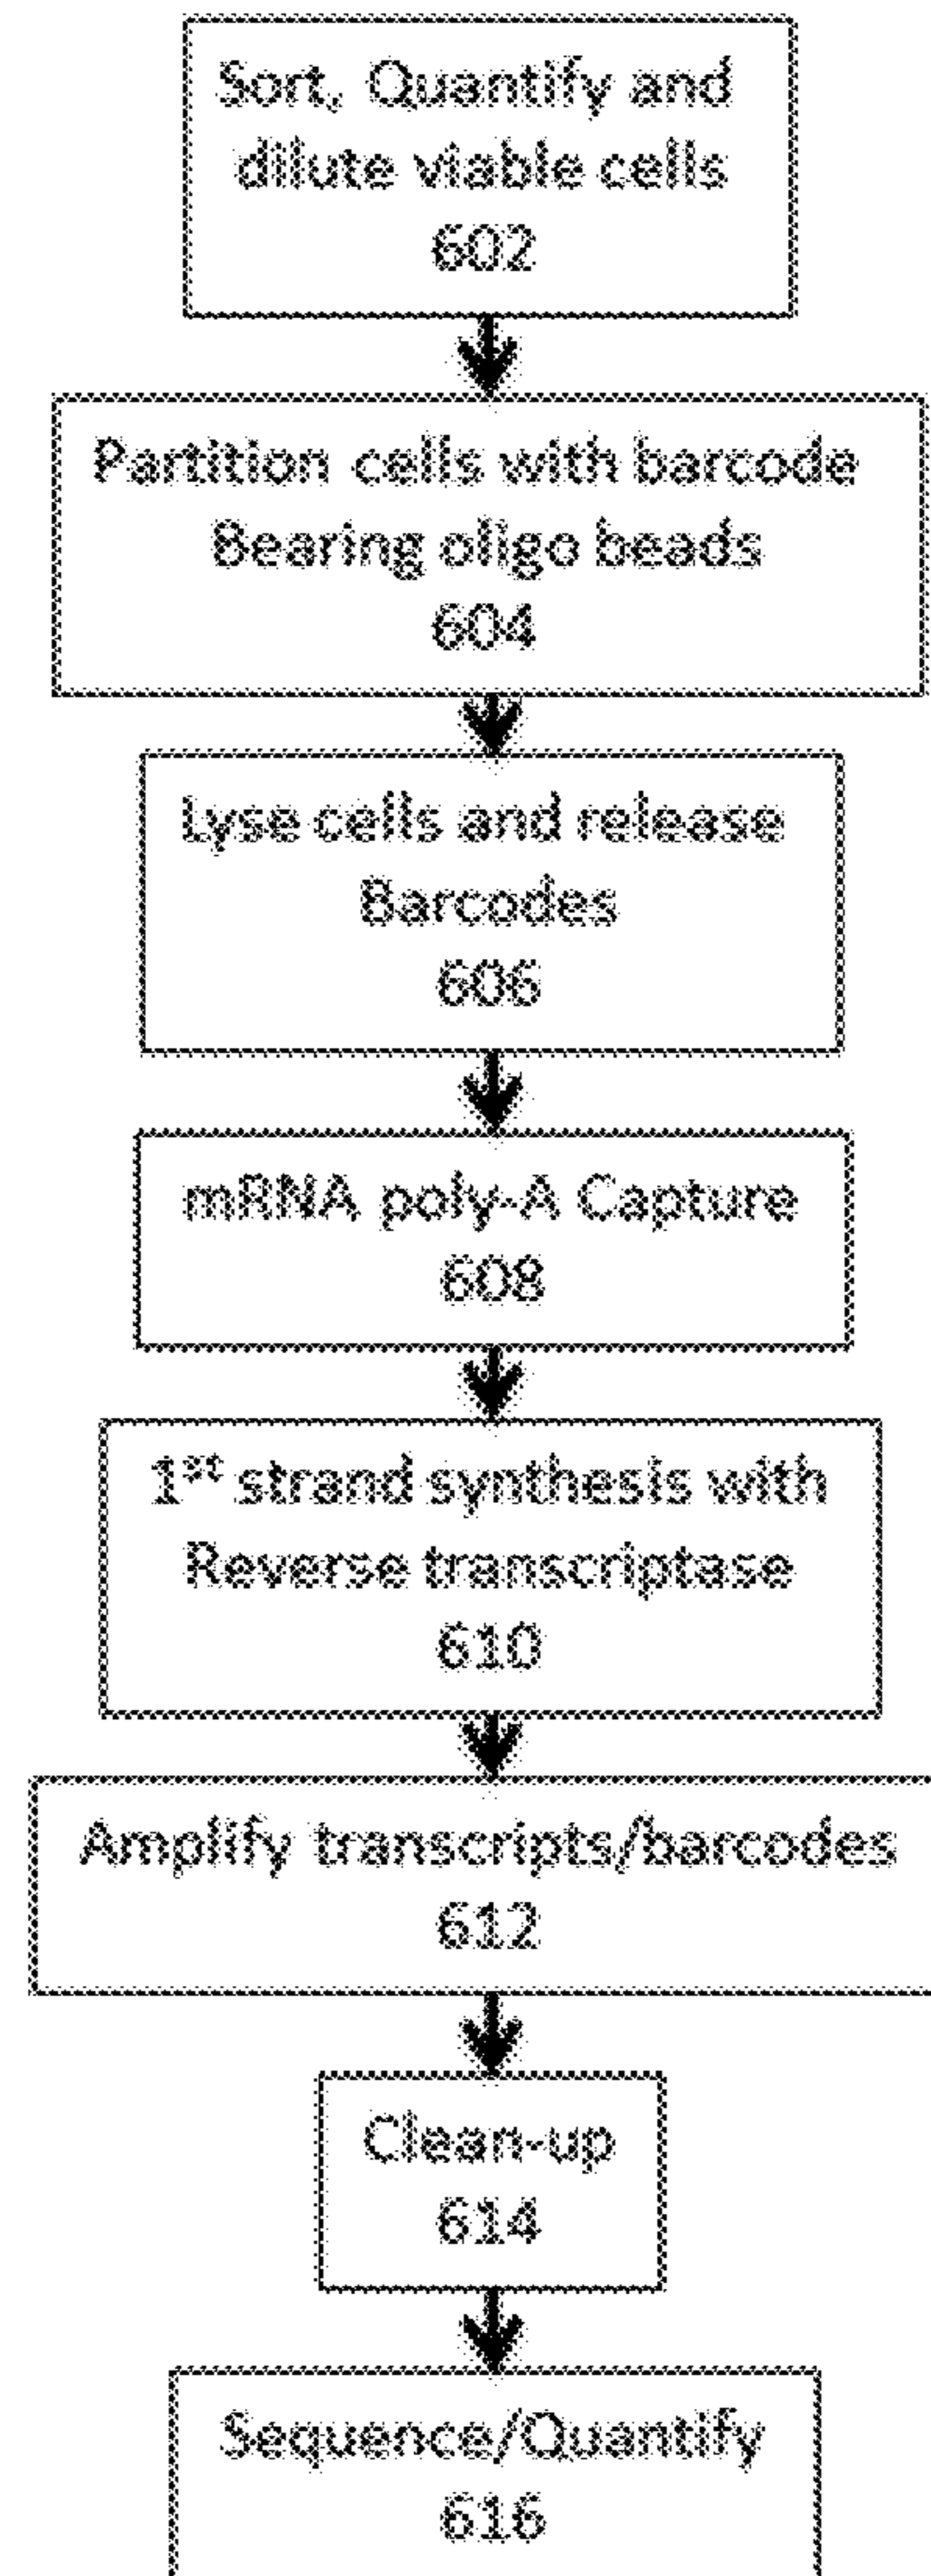 Sort, Quantify and
dilute viable cells
602
Partition cells with barcode
Bearing oligo beads
604
Lyse cells and release
Barcodes
606
mRNA poly-A Capture
608
1st strand synthesis with
Reverse transcriptase
610
Amplify transcripts/barcodes
612
Clean-up
614
Sequence/Quantify
616